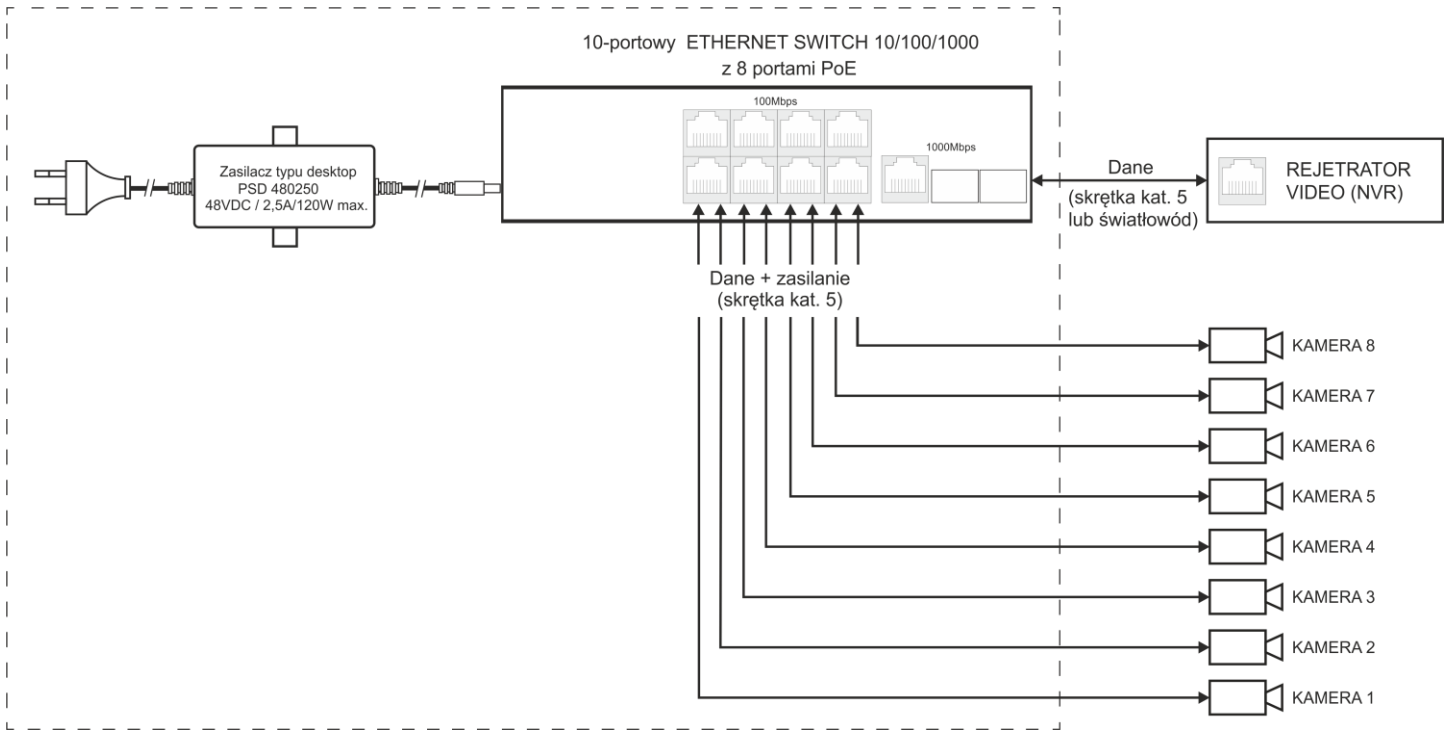 10-portowy ETHERNET SWITCH 10/100/1000
z 8 portami PoE
100Mbps
1000Mbps
Zasilacz typu desktop
PSD 480250
48VDC / 2,5A/120W max.
Dane
(skrętka kat. 5
lub światłowód)
REJETRATOR
VIDEO (NVR)
Dane + zasilanie
(skrętka kat. 5)
KAMERA 8
KAMERA 7
KAMERA 6
KAMERA 5
KAMERA 4
KAMERA 3
KAMERA 2
KAMERA 1